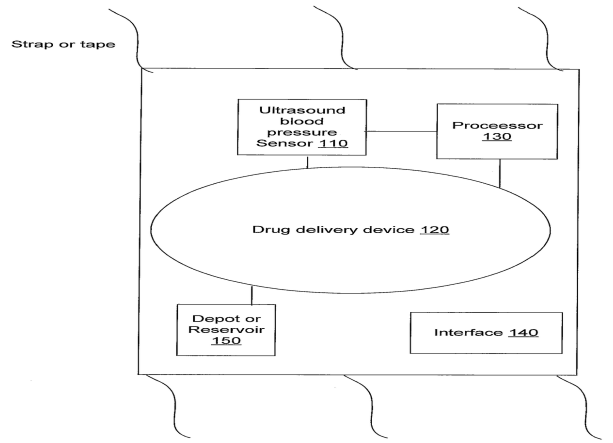 Strap or tape
Ultrasound
blood
pressure
Sensor 110
Proceessor
130
Drug delivery device 120
Depot or
Reservoir
150
Interface 140